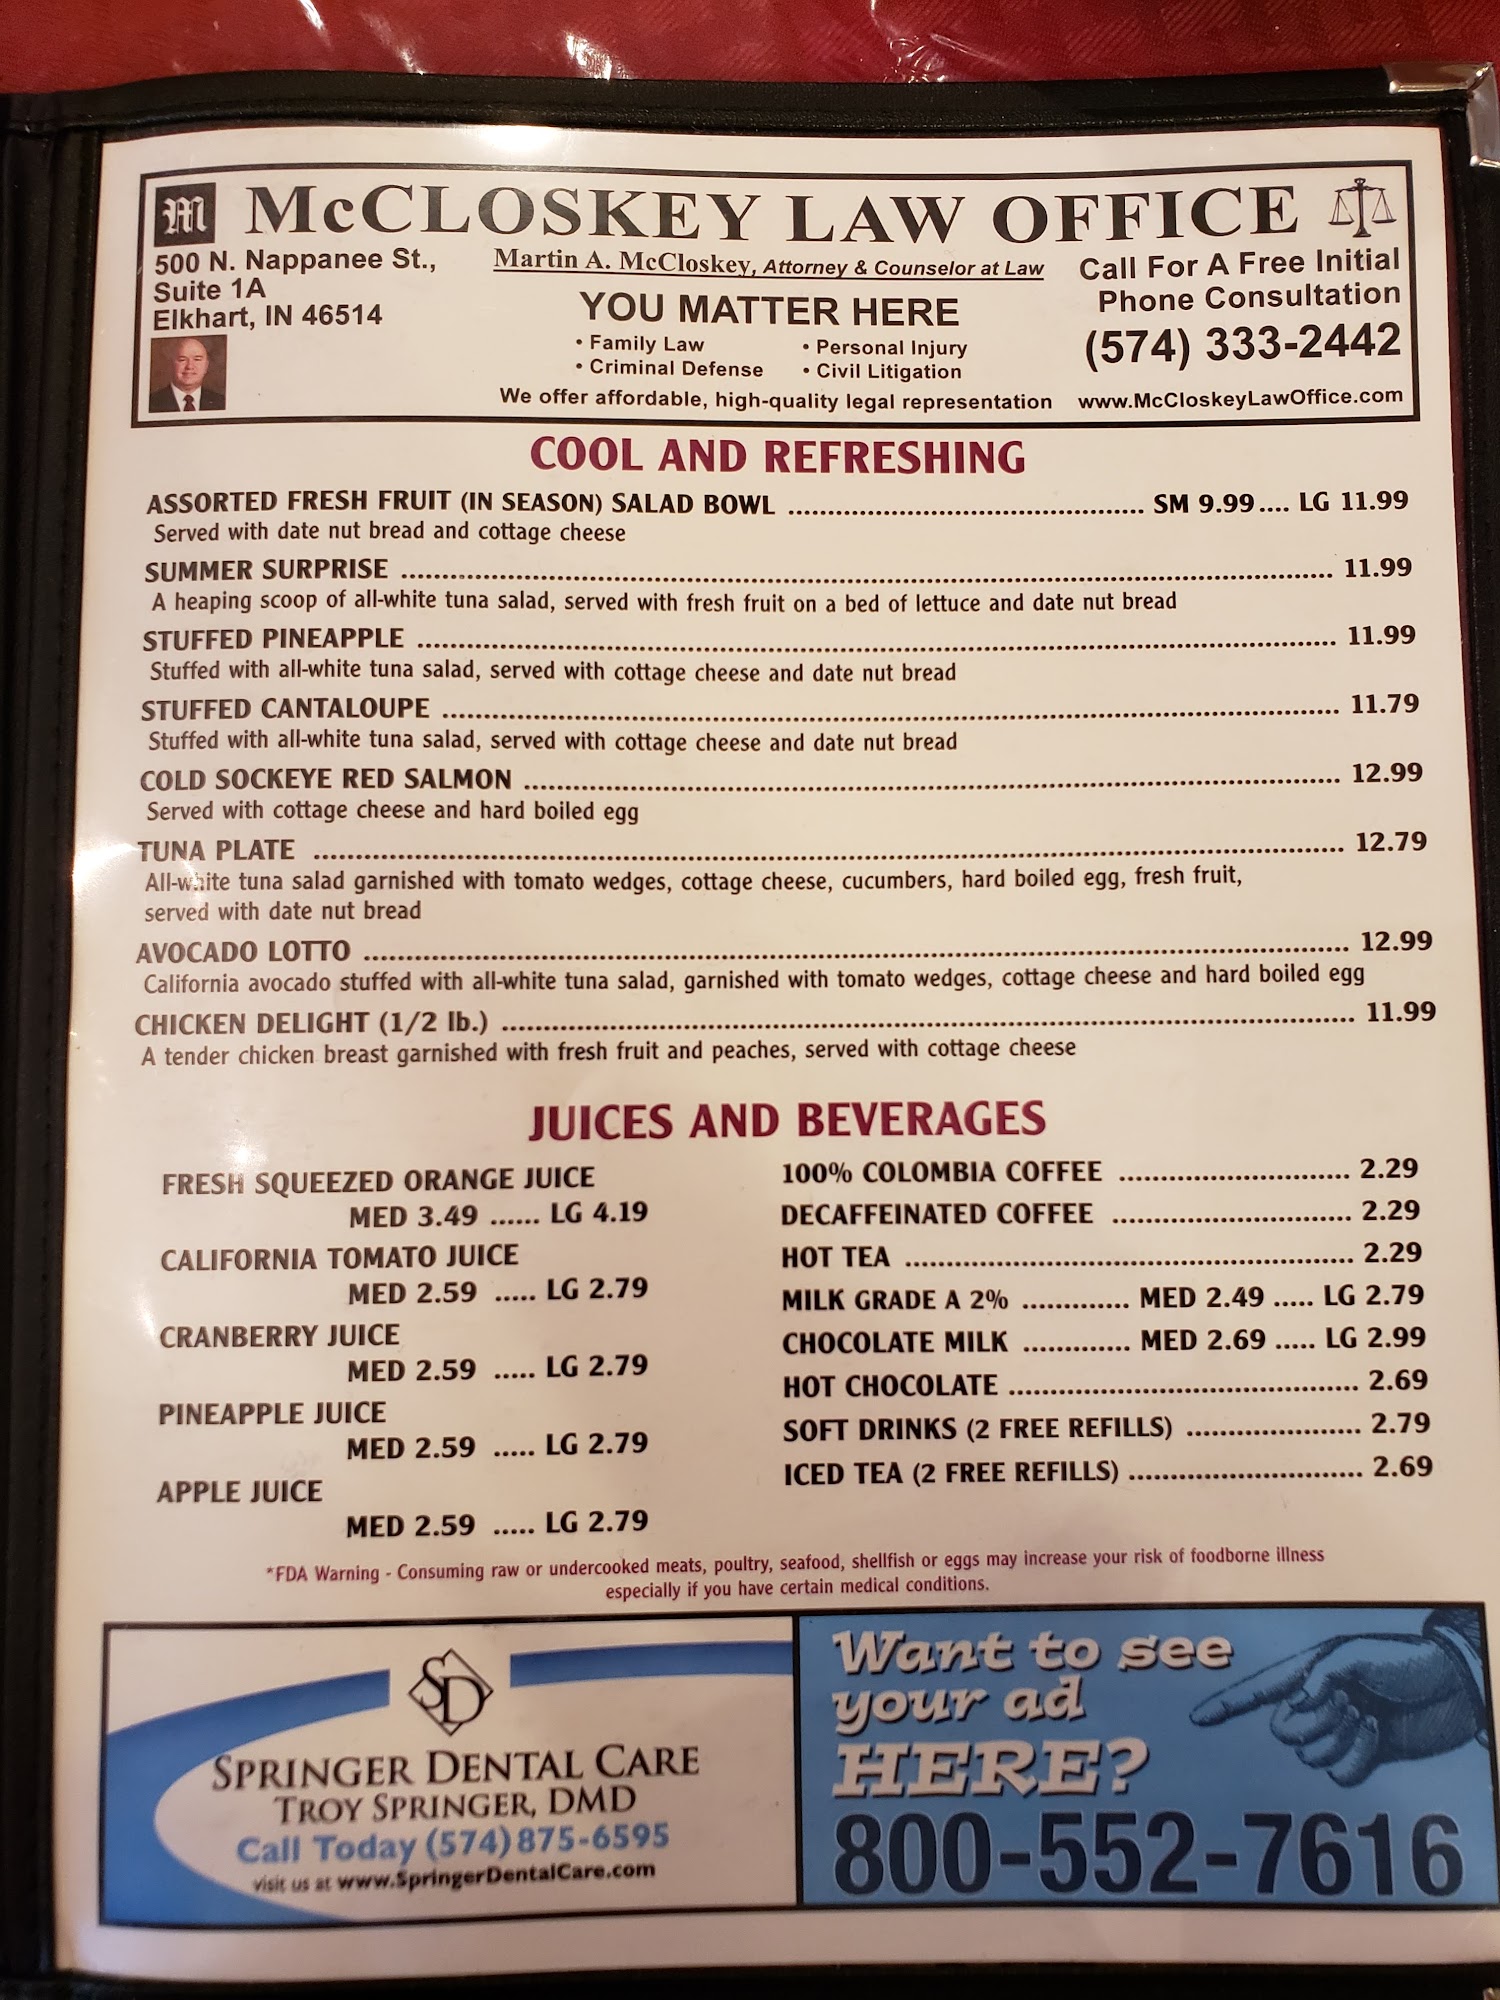 M McCLOSKEY LAW OFFICE
500 N. Nappanee St.,
Suite 1A
Elkhart, IN 46514
Martin A. McCloskey, Attorney & Counselor at Law
YOU MATTER HERE
• Family Law • Personal Injury
• Criminal Defense • Civil Litigation
We offer affordable, high-quality legal representation
Call For A Free Initial
Phone Consultation
(574) 333-2442
www.McCloskeyLawOffice.com
COOL AND REFRESHING
ASSORTED FRESH FRUIT (IN SEASON) SALAD BOWL ..... SM 9.99 .... LG 11.99
Served with date nut bread and cottage cheese
SUMMER SURPRISE ..... 11.99
A heaping scoop of all-white tuna salad, served with fresh fruit on a bed of lettuce and date nut bread
STUFFED PINEAPPLE ..... 11.99
Stuffed with all-white tuna salad, served with cottage cheese and date nut bread
STUFFED CANTALOUPE ..... 11.79
Stuffed with all-white tuna salad, served with cottage cheese and date nut bread
COLD SOCKEYE RED SALMON ..... 12.99
Served with cottage cheese and hard boiled egg
TUNA PLATE ..... 12.79
All-white tuna salad garnished with tomato wedges, cottage cheese, cucumbers, hard boiled egg, fresh fruit,
served with date nut bread
AVOCADO LOTTO ..... 12.99
California avocado stuffed with all-white tuna salad, garnished with tomato wedges, cottage cheese and hard boiled egg
CHICKEN DELIGHT (1/2 lb.) ..... 11.99
A tender chicken breast garnished with fresh fruit and peaches, served with cottage cheese
JUICES AND BEVERAGES
FRESH SQUEEZED ORANGE JUICE
MED 3.49 ...... LG 4.19
CALIFORNIA TOMATO JUICE
MED 2.59 ..... LG 2.79
CRANBERRY JUICE
MED 2.59 ..... LG 2.79
PINEAPPLE JUICE
MED 2.59 ..... LG 2.79
APPLE JUICE
MED 2.59 ..... LG 2.79
100% COLOMBIA COFFEE ..... 2.29
DECAFFEINATED COFFEE ..... 2.29
HOT TEA ..... 2.29
MILK GRADE A 2% ..... MED 2.49 ..... LG 2.79
CHOCOLATE MILK ..... MED 2.69 ..... LG 2.99
HOT CHOCOLATE ..... 2.69
SOFT DRINKS (2 FREE REFILLS) ..... 2.79
ICED TEA (2 FREE REFILLS) ..... 2.69
*FDA Warning - Consuming raw or undercooked meats, poultry, seafood, shellfish or eggs may increase your risk of foodborne illness
especially if you have certain medical conditions.
SD
SPRINGER DENTAL CARE
TROY SPRINGER, DMD
Call Today (574) 875-6595
visit us at www.SpringerDentalCare.com
Want to see
your ad
HERE?
800-552-7616